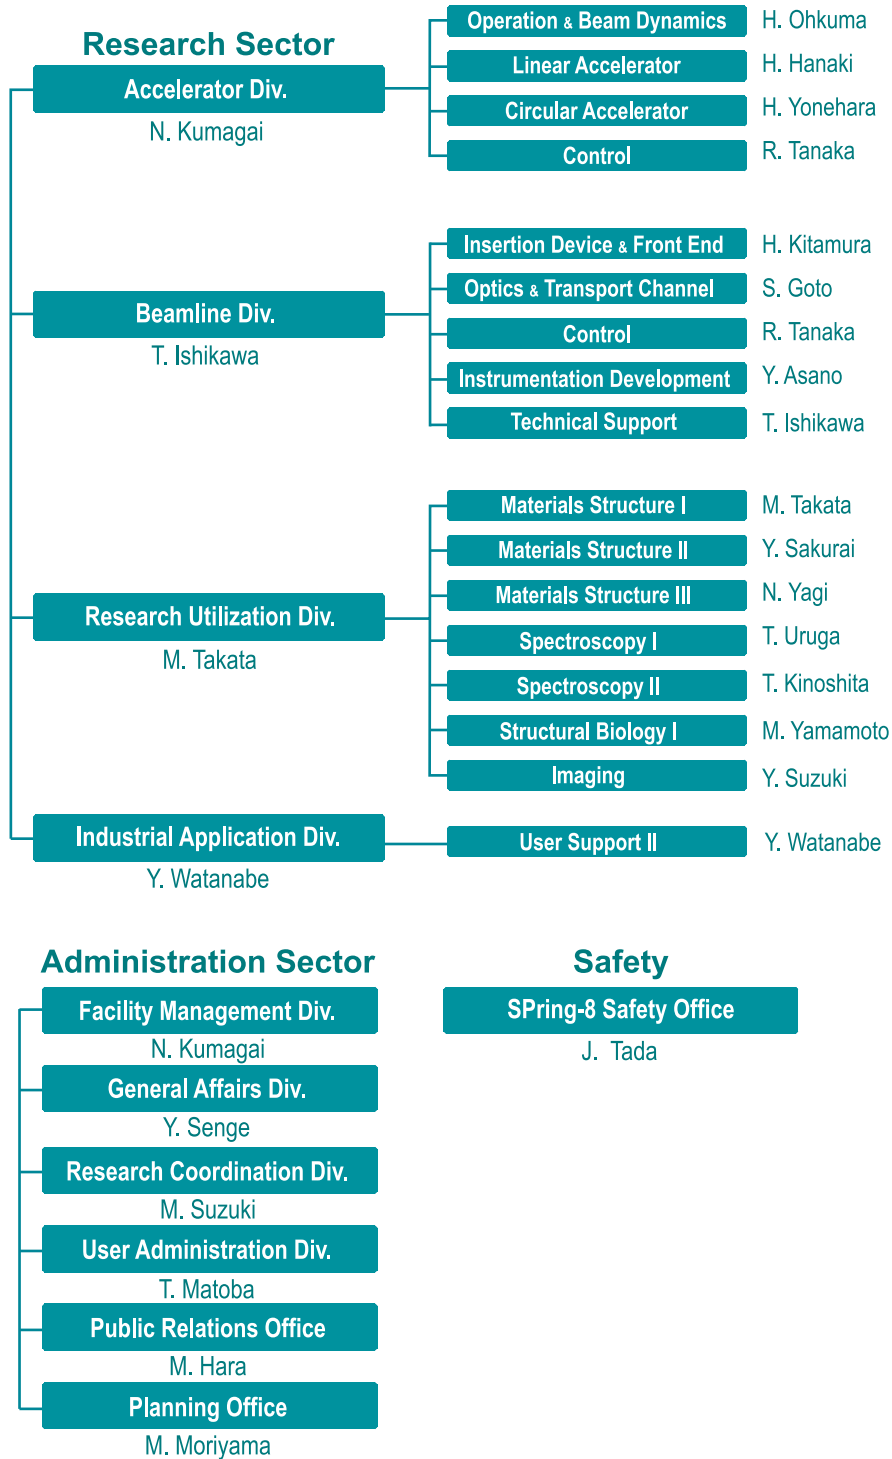 Research Sector
Accelerator Div.
N. Kumagai
Operation & Beam Dynamics H. Ohkuma
Linear Accelerator H. Hanaki
Circular Accelerator H. Yonehara
Control R. Tanaka
Beamline Div.
T. Ishikawa
Insertion Device & Front End H. Kitamura
Optics & Transport Channel S. Goto
Control R. Tanaka
Instrumentation Development Y. Asano
Technical Support T. Ishikawa
Research Utilization Div.
M. Takata
Materials Structure I M. Takata
Materials Structure II Y. Sakurai
Materials Structure III N. Yagi
Spectroscopy I T. Uruga
Spectroscopy II T. Kinoshita
Structural Biology I M. Yamamoto
Imaging Y. Suzuki
Industrial Application Div.
Y. Watanabe
User Support II Y. Watanabe
Administration Sector
Facility Management Div.
N. Kumagai
General Affairs Div.
Y. Senge
Research Coordination Div.
M. Suzuki
User Administration Div.
T. Matoba
Public Relations Office
M. Hara
Planning Office
M. Moriyama
Safety
SPring-8 Safety Office
J. Tada